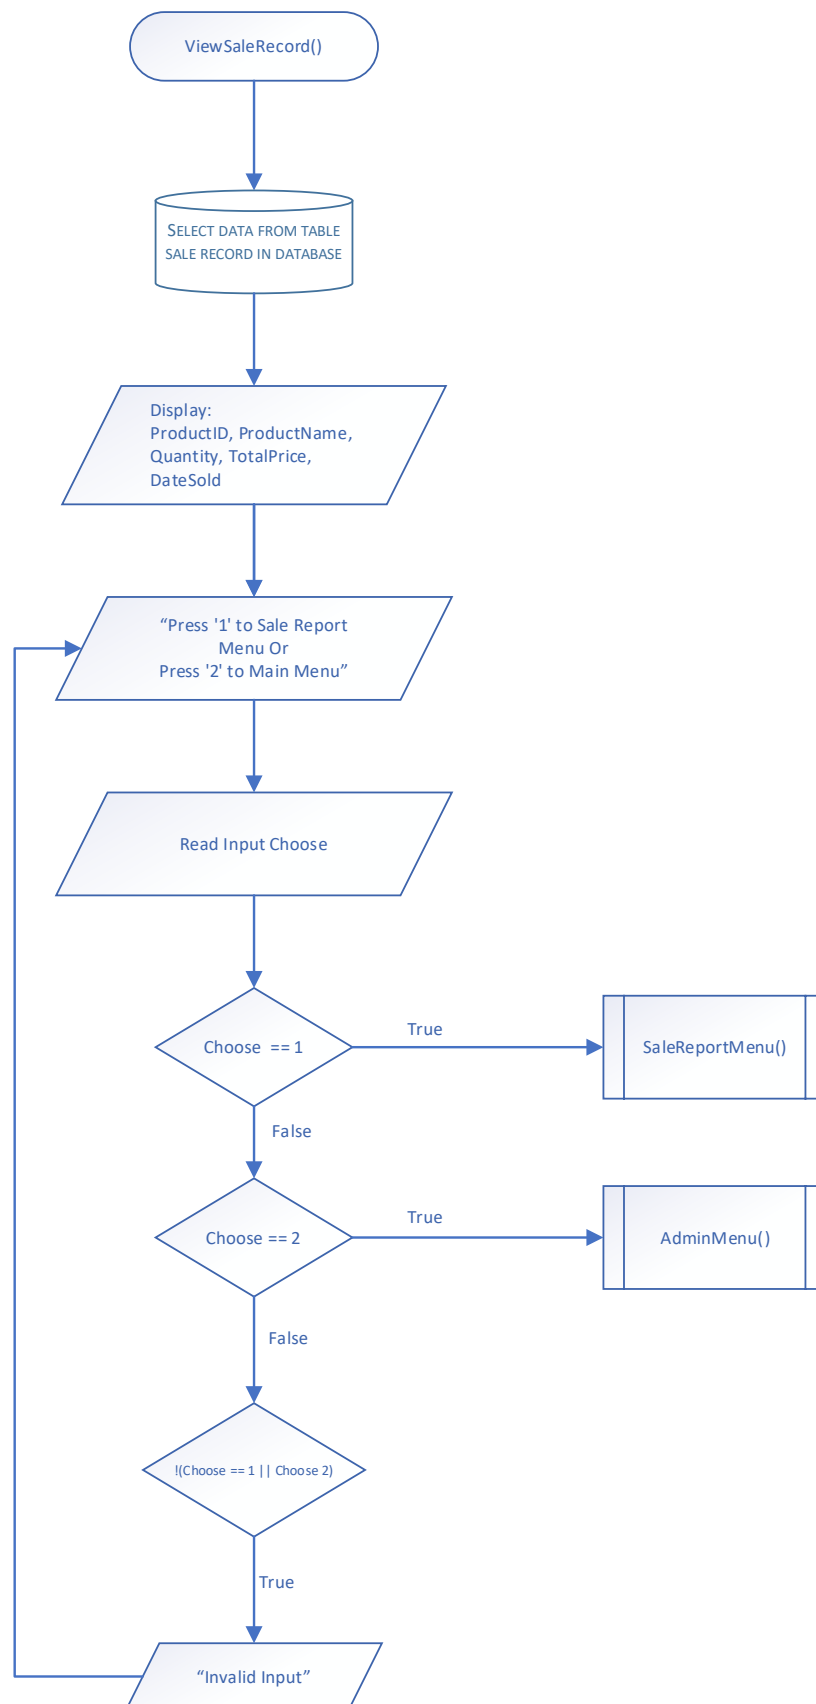 ViewSaleRecord()
SELECT DATA FROM TABLE
SALE RECORD IN DATABASE
Display:
ProductID, ProductName,
Quantity, TotalPrice,
DateSold
“Press '1' to Sale Report
Menu Or
Press '2' to Main Menu”
Read Input Choose
Choose == 1
True
SaleReportMenu()
False
Choose == 2
True
AdminMenu()
False
!(Choose == 1 || Choose 2)
True
“Invalid Input”